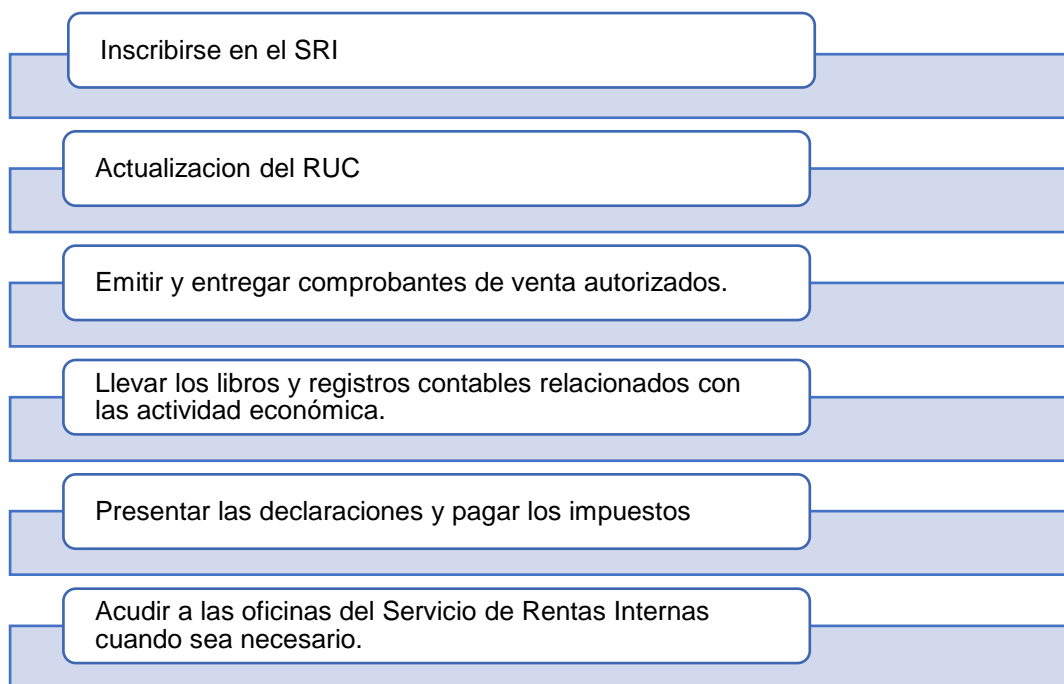 Inscribirse en el SRI
Actualizacion del RUC
Emitir y entregar comprobantes de venta autorizados.
Llevar los libros y registros contables relacionados con
las actividad económica.
Presentar las declaraciones y pagar los impuestos
Acudir a las oficinas del Servicio de Rentas Internas
cuando sea necesario.